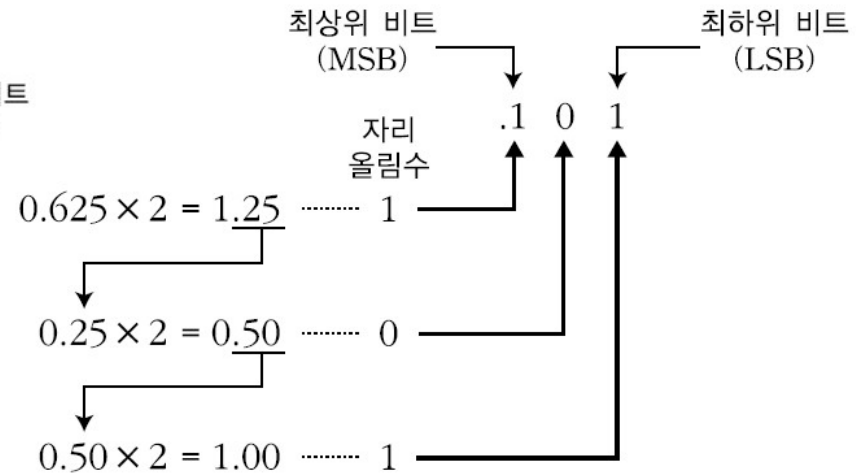 최상위 비트
(MSB)
최하위 비트
(LSB)
트
.1 0 1
자리
올림수
0.625 × 2 = 1.25 ········ 1
0.25 × 2 = 0.50 ········ 0
0.50 × 2 = 1.00 ········ 1